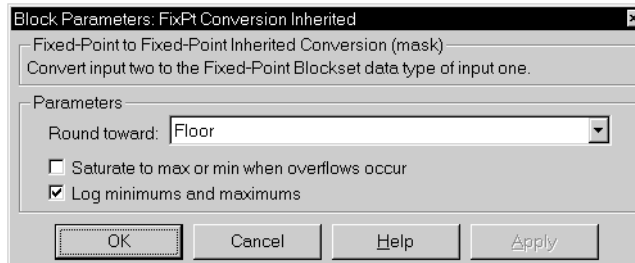 Block Parameters: FixPt Conversion Inherited
Fixed-Point to Fixed-Point Inherited Conversion (mask)
Convert input two to the Fixed-Point Blockset data type of input one.
Parameters
Round toward: Floor
Saturate to max or min when overflows occur
Log minimums and maximums
OK Cancel Help Apply